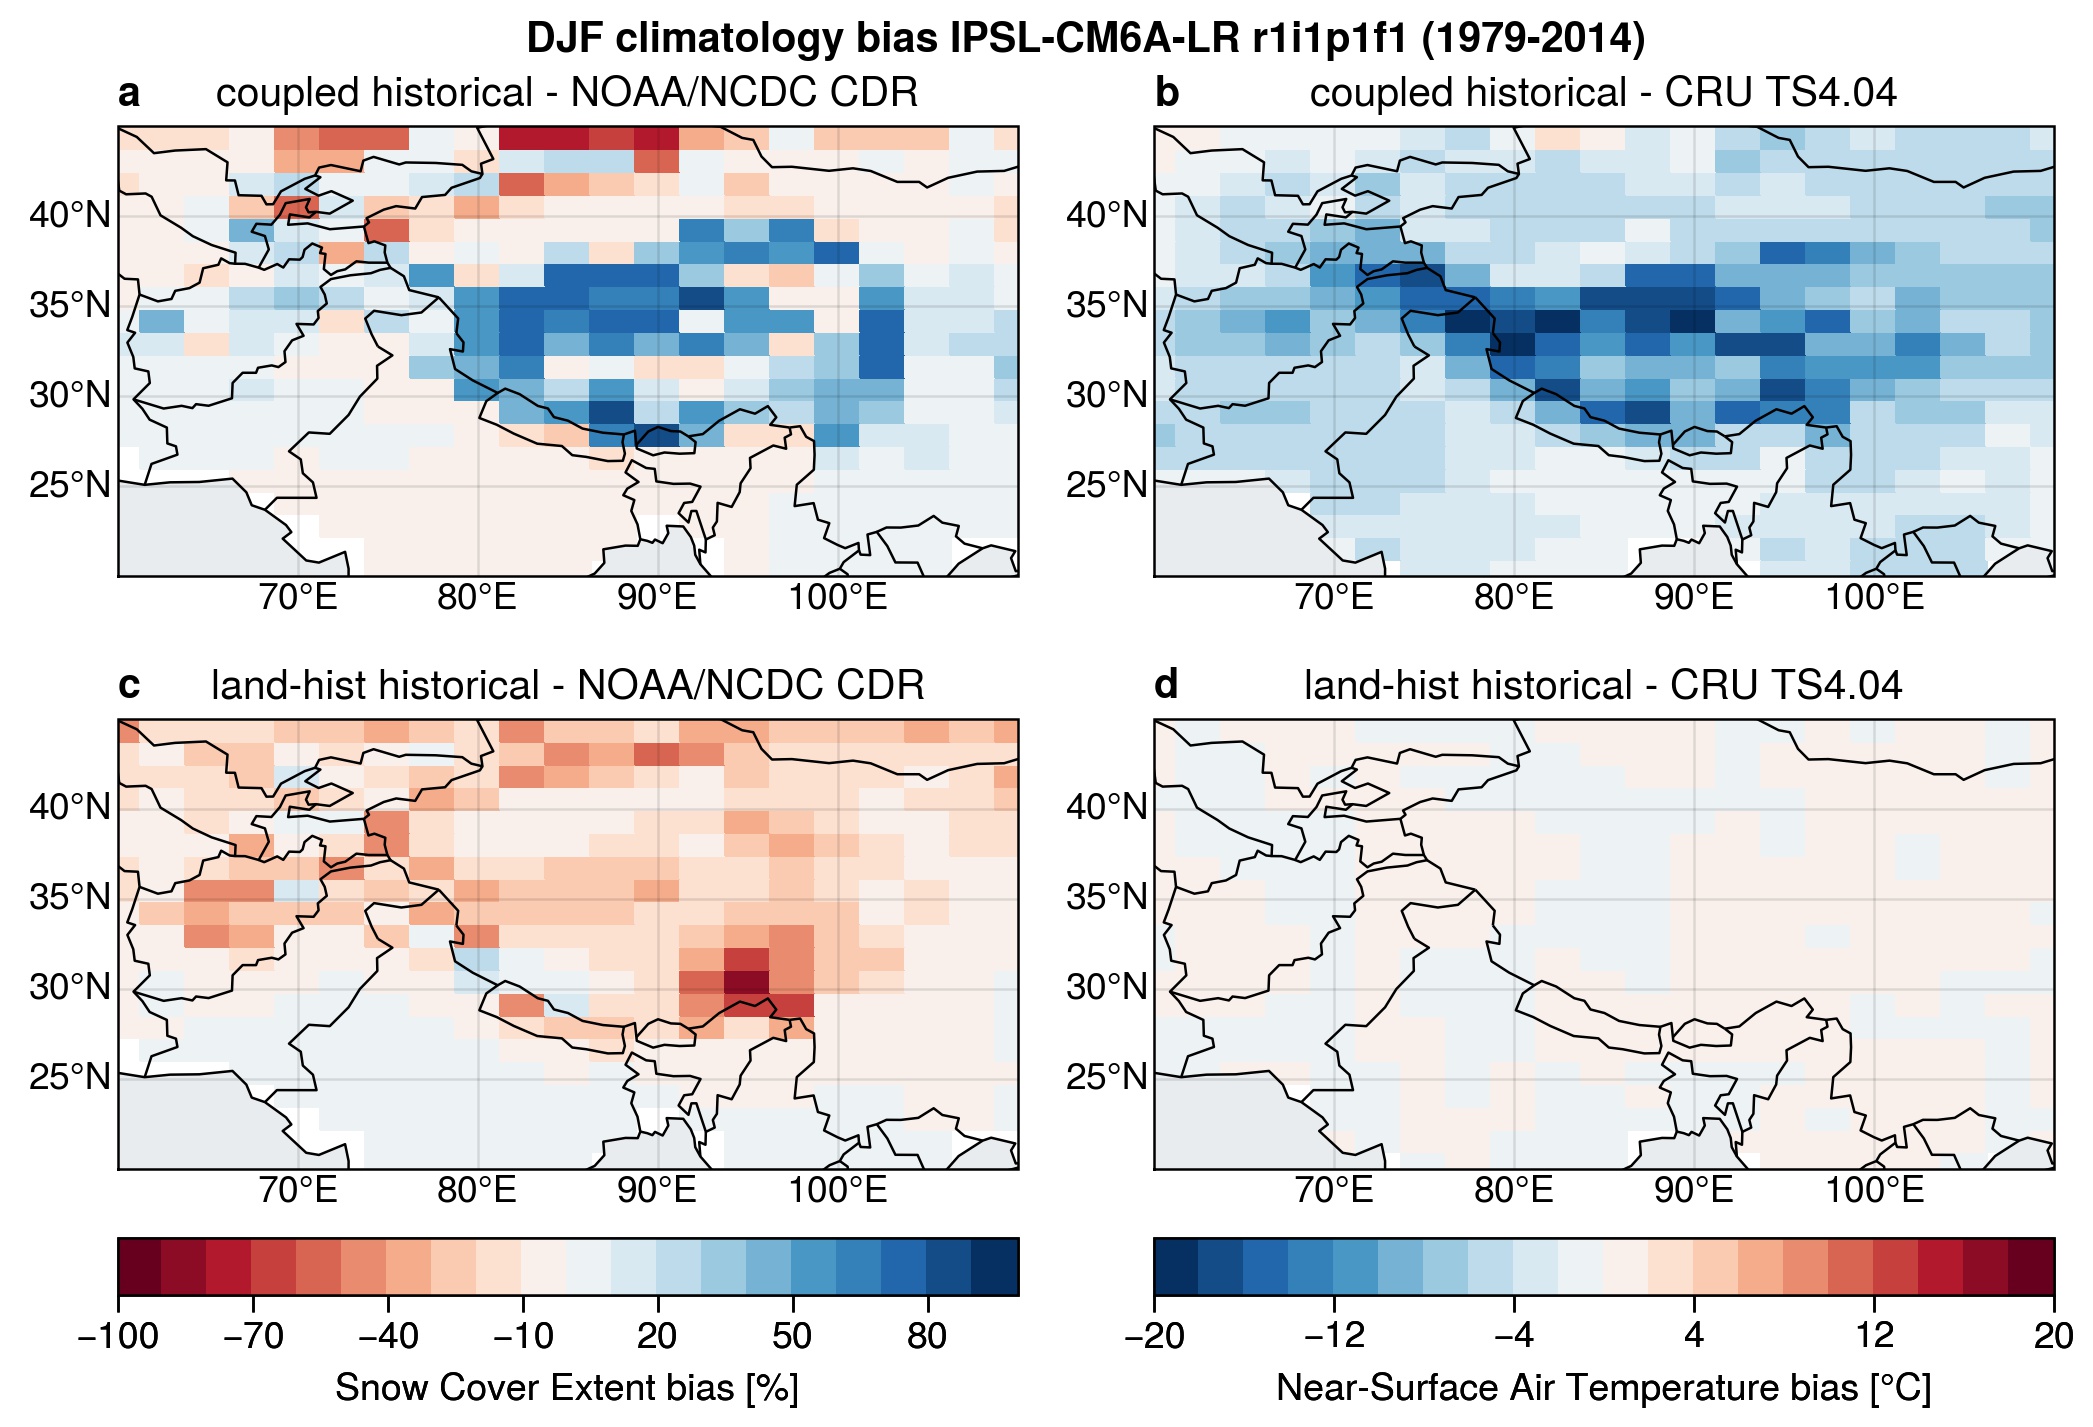 DJF climatology bias IPSL-CM6A-LR r1i1p1f1 (1979-2014)
a coupled historical - NOAA/NCDC CDR
40°N
35°N
30°N
25°N
70°E 80°E 90°E 100°E
b coupled historical - CRU TS4.04
40°N
35°N
30°N
25°N
70°E 80°E 90°E 100°E
c land-hist historical - NOAA/NCDC CDR
40°N
35°N
30°N
25°N
70°E 80°E 90°E 100°E
d land-hist historical - CRU TS4.04
40°N
35°N
30°N
25°N
70°E 80°E 90°E 100°E
−100 −70 −40 −10 20 50 80
Snow Cover Extent bias [%]
−20 −12 −4 4 12 20
Near-Surface Air Temperature bias [°C]